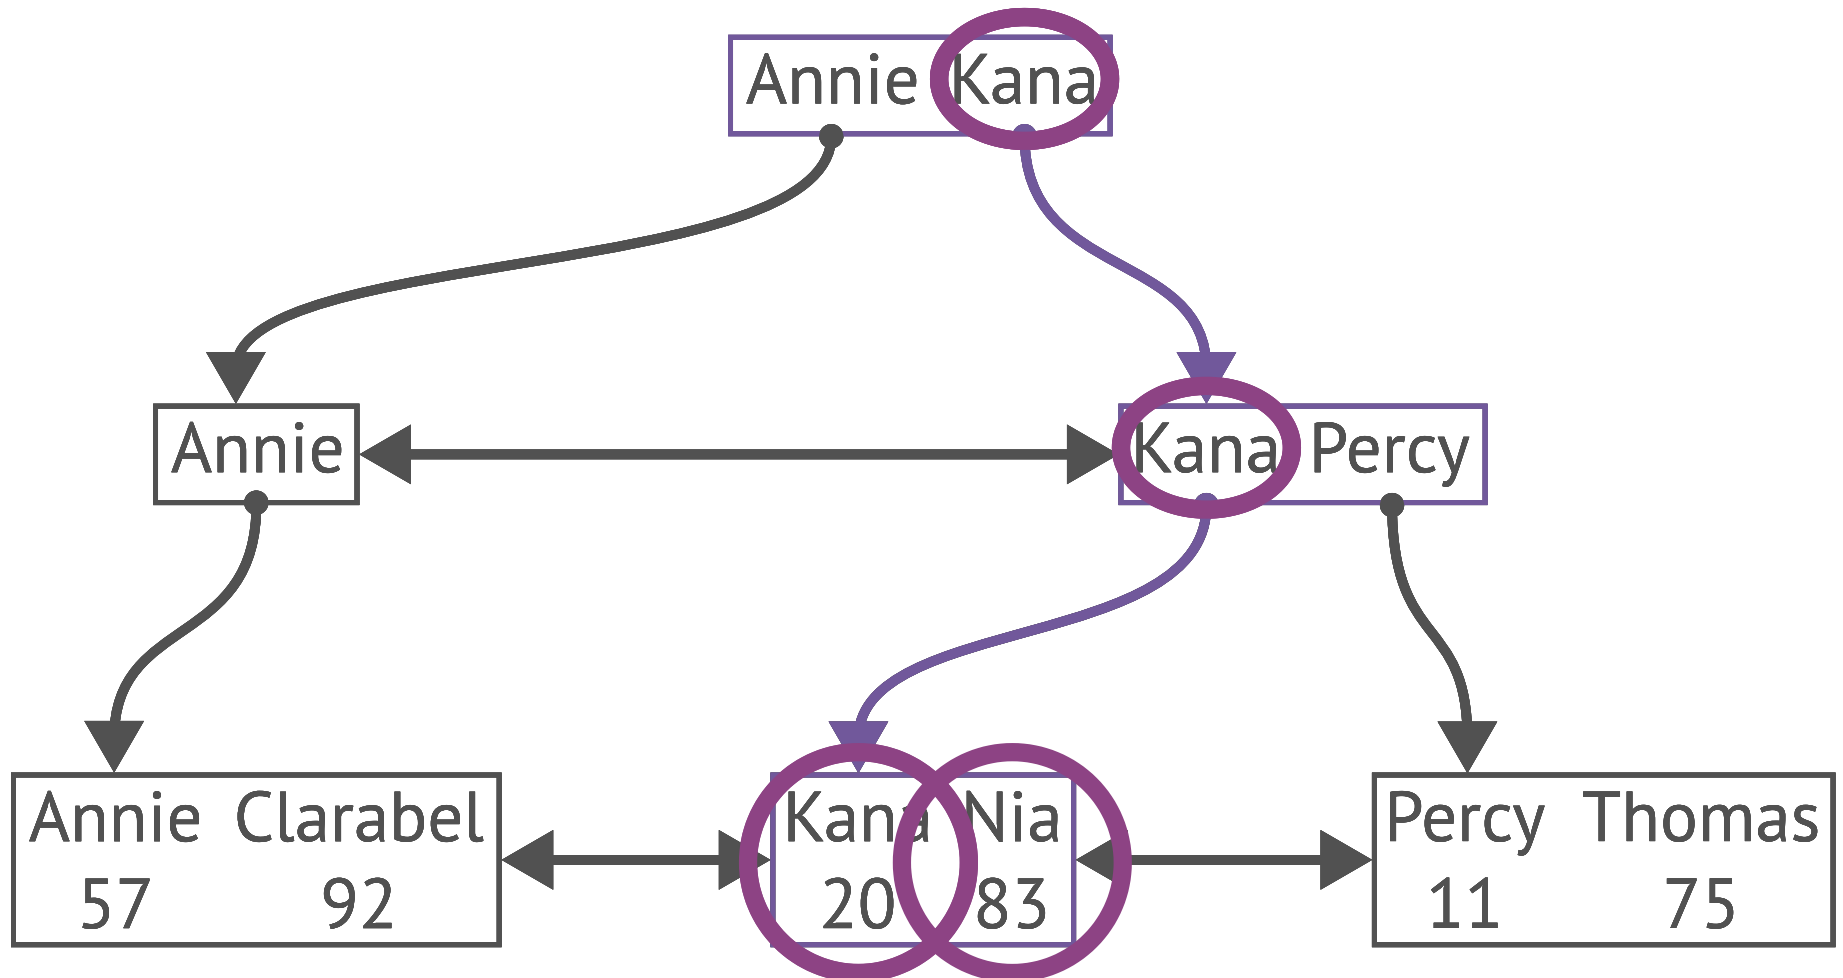 Annie Kana
Annie
Kana Percy
Annie Clarabel
57 92
Kana Nia
20 83
Percy Thomas
11 75